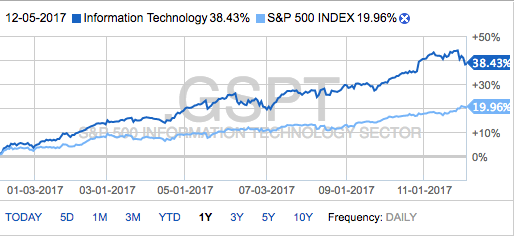 12-05-2017 Information Technology 38.43% S&P 500 INDEX 19.96%
+50%
38.43%
.GSPT
+30%
19.96%
S&P 500 INFORMATION TECHNOLOGY SECTOR
+10%
0%
01-03-2017 03-01-2017 05-01-2017 07-03-2017 09-01-2017 11-01-2017
TODAY 5D 1M 3M YTD 1Y 3Y 5Y 10Y Frequency: DAILY